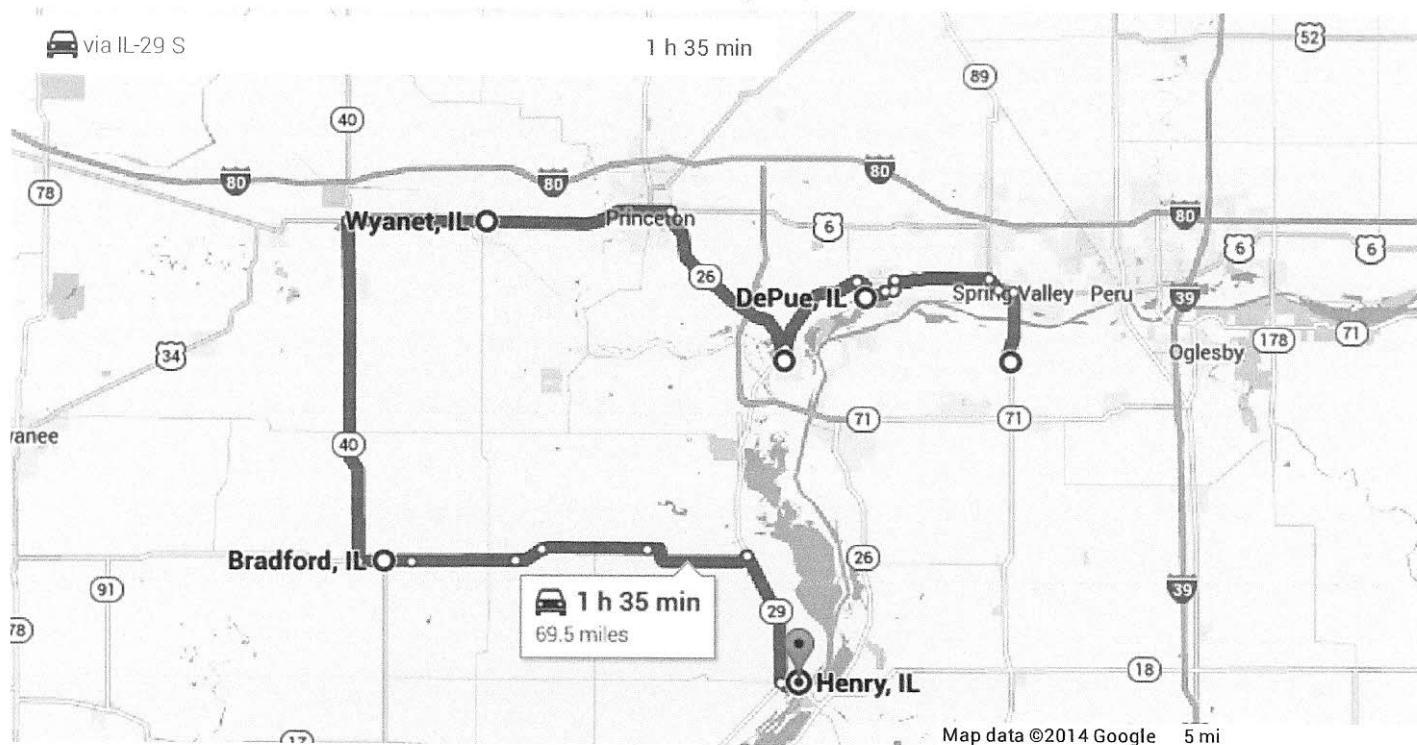 via IL-29 S
1 h 35 min
52
89
40
80
80
80
78
Wyanet, IL
Princeton
6
80
6
6
26
DePue, IL
Spring Valley
Peru
39
34
Oglesby
178
71
71
71
wanee
40
Bradford, IL
26
91
1 h 35 min
69.5 miles
29
39
78
Henry, IL
18
17
Map data ©2014 Google
5 mi